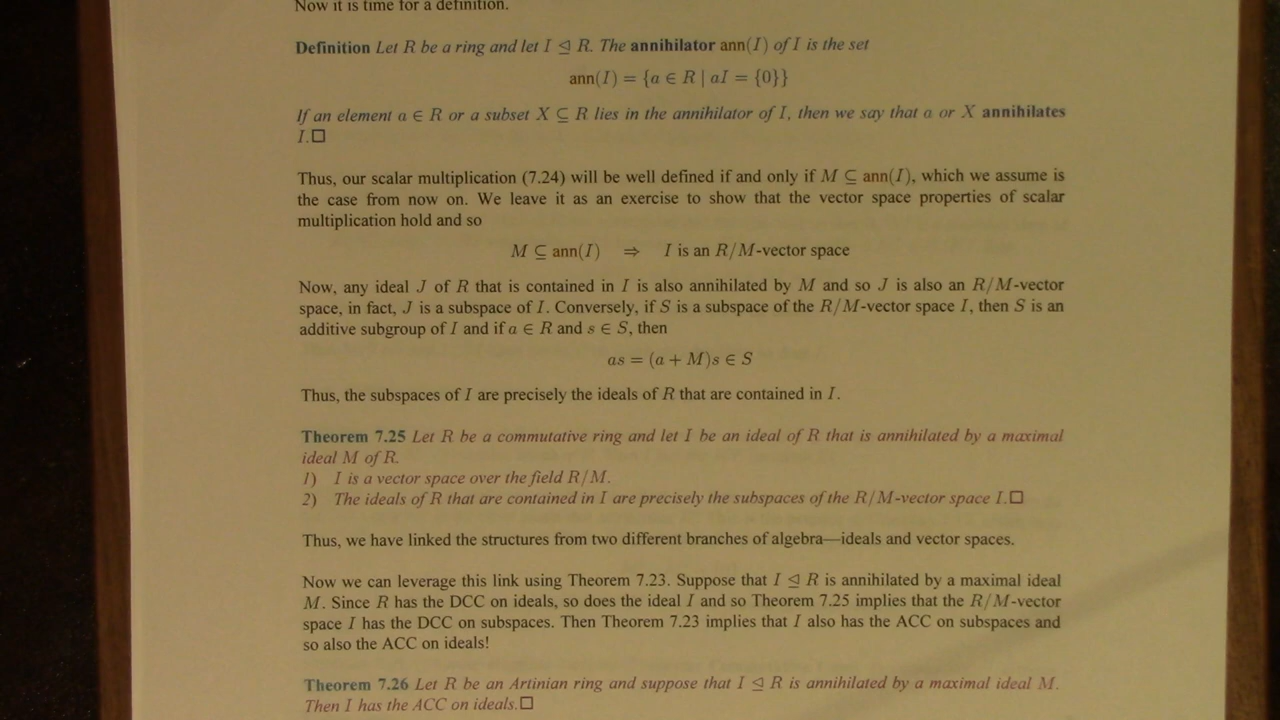 Now it is time for a definition.
Definition Let R be a ring and let I ⊴ R. The annihilator ann(I) of I is the set
ann(I) = {a ∈ R | aI = {0}}
If an element a ∈ R or a subset X ⊆ R lies in the annihilator of I, then we say that a or X annihilates
I.□
Thus, our scalar multiplication (7.24) will be well defined if and only if M ⊆ ann(I), which we assume is
the case from now on. We leave it as an exercise to show that the vector space properties of scalar
multiplication hold and so
M ⊆ ann(I) ⇒ I is an R/M-vector space
Now, any ideal J of R that is contained in I is also annihilated by M and so J is also an R/M-vector
space, in fact, J is a subspace of I. Conversely, if S is a subspace of the R/M-vector space I, then S is an
additive subgroup of I and if a ∈ R and s ∈ S, then
as = (a + M)s ∈ S
Thus, the subspaces of I are precisely the ideals of R that are contained in I.
Theorem 7.25 Let R be a commutative ring and let I be an ideal of R that is annihilated by a maximal
ideal M of R.
1) I is a vector space over the field R/M.
2) The ideals of R that are contained in I are precisely the subspaces of the R/M-vector space I.□
Thus, we have linked the structures from two different branches of algebra—ideals and vector spaces.
Now we can leverage this link using Theorem 7.23. Suppose that I ⊴ R is annihilated by a maximal ideal
M. Since R has the DCC on ideals, so does the ideal I and so Theorem 7.25 implies that the R/M-vector
space I has the DCC on subspaces. Then Theorem 7.23 implies that I also has the ACC on subspaces and
so also the ACC on ideals!
Theorem 7.26 Let R be an Artinian ring and suppose that I ⊴ R is annihilated by a maximal ideal M.
Then I has the ACC on ideals.□